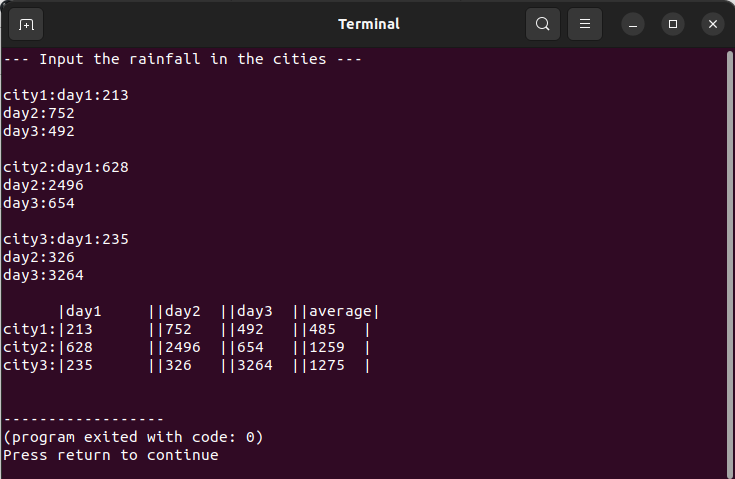 Terminal
--- Input the rainfall in the cities ---
city1:day1:213
day2:752
day3:492
city2:day1:628
day2:2496
day3:654
city3:day1:235
day2:326
day3:3264
      |day1     ||day2  ||day3  ||average|
city1:|213      ||752   ||492   ||485   |
city2:|628      ||2496  ||654   ||1259  |
city3:|235      ||326   ||3264  ||1275  |
------------------
(program exited with code: 0)
Press return to continue